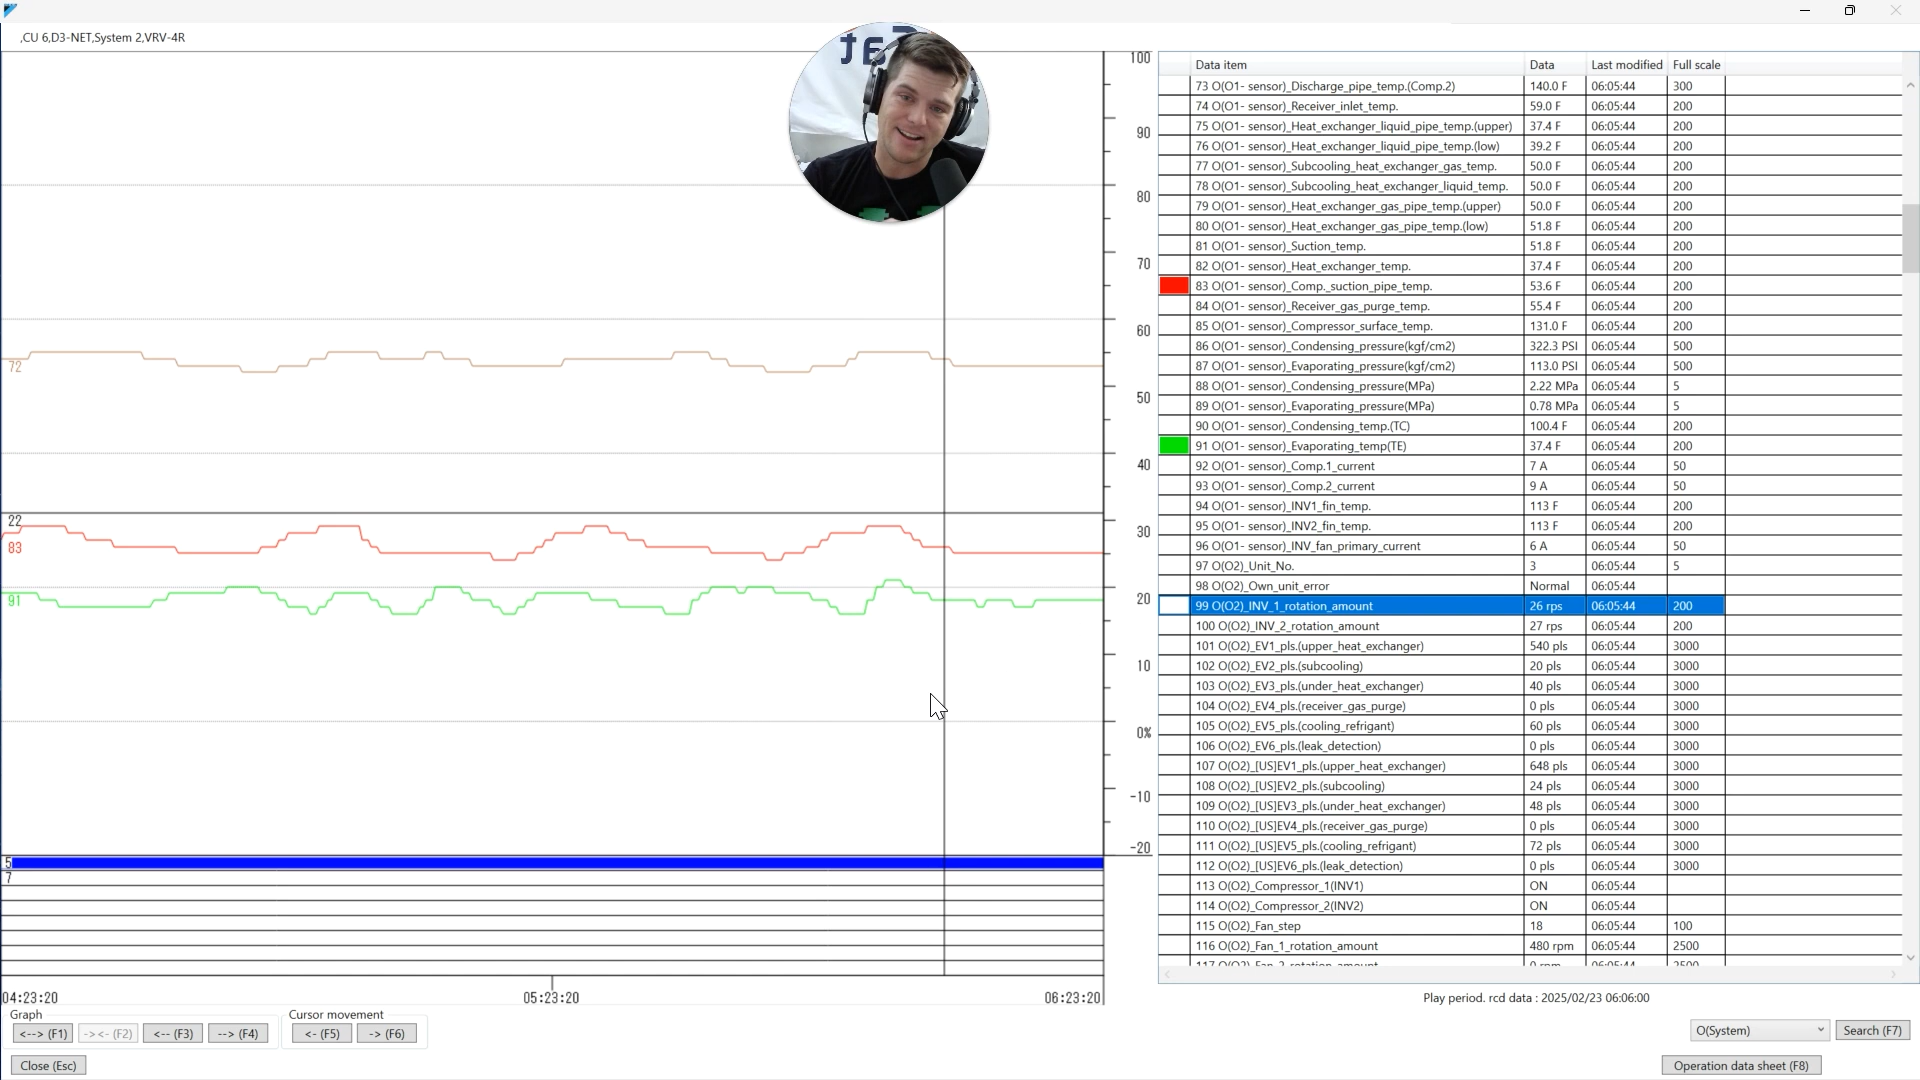 ,CU 6,D3-NET,System 2,VRV-4R
Data item Data Last modified Full scale
73 O(O1- sensor)_Discharge_pipe_temp.(Comp.2) 140.0 F 06:05:44 300
74 O(O1- sensor)_Receiver_inlet_temp. 59.0 F 06:05:44 200
75 O(O1- sensor)_Heat_exchanger_liquid_pipe_temp.(upper) 37.4 F 06:05:44 200
76 O(O1- sensor)_Heat_exchanger_liquid_pipe_temp.(low) 39.2 F 06:05:44 200
77 O(O1- sensor)_Subcooling_heat_exchanger_gas_temp. 50.0 F 06:05:44 200
78 O(O1- sensor)_Subcooling_heat_exchanger_liquid_temp. 50.0 F 06:05:44 200
79 O(O1- sensor)_Heat_exchanger_gas_pipe_temp.(upper) 50.0 F 06:05:44 200
80 O(O1- sensor)_Heat_exchanger_gas_pipe_temp.(low) 51.8 F 06:05:44 200
81 O(O1- sensor)_Suction_temp. 51.8 F 06:05:44 200
82 O(O1- sensor)_Heat_exchanger_temp. 37.4 F 06:05:44 200
83 O(O1- sensor)_Comp._suction_pipe_temp. 53.6 F 06:05:44 200
84 O(O1- sensor)_Receiver_gas_purge_temp. 55.4 F 06:05:44 200
85 O(O1- sensor)_Compressor_surface_temp. 131.0 F 06:05:44 200
86 O(O1- sensor)_Condensing_pressure(kgf/cm2) 322.3 PSI 06:05:44 500
87 O(O1- sensor)_Evaporating_pressure(kgf/cm2) 113.0 PSI 06:05:44 500
88 O(O1- sensor)_Condensing_pressure(MPa) 2.22 MPa 06:05:44 5
89 O(O1- sensor)_Evaporating_pressure(MPa) 0.78 MPa 06:05:44 5
90 O(O1- sensor)_Condensing_temp.(TC) 100.4 F 06:05:44 200
91 O(O1- sensor)_Evaporating_temp(TE) 37.4 F 06:05:44 200
92 O(O1- sensor)_Comp.1_current 7 A 06:05:44 50
93 O(O1- sensor)_Comp.2_current 9 A 06:05:44 50
94 O(O1- sensor)_INV1_fin_temp. 113 F 06:05:44 200
95 O(O1- sensor)_INV2_fin_temp. 113 F 06:05:44 200
96 O(O1- sensor)_INV_fan_primary_current 6 A 06:05:44 50
97 O(O2)_Unit_No. 3 06:05:44 5
98 O(O2)_Own_unit_error Normal 06:05:44
99 O(O2)_INV_1_rotation_amount 26 rps 06:05:44 200
100 O(O2)_INV_2_rotation_amount 27 rps 06:05:44 200
101 O(O2)_EV1_pls.(upper_heat_exchanger) 540 pls 06:05:44 3000
102 O(O2)_EV2_pls.(subcooling) 20 pls 06:05:44 3000
103 O(O2)_EV3_pls.(under_heat_exchanger) 40 pls 06:05:44 3000
104 O(O2)_EV4_pls.(receiver_gas_purge) 0 pls 06:05:44 3000
105 O(O2)_EV5_pls.(cooling_refrigant) 60 pls 06:05:44 3000
106 O(O2)_EV6_pls.(leak_detection) 0 pls 06:05:44 3000
107 O(O2)_[US]EV1_pls.(upper_heat_exchanger) 648 pls 06:05:44 3000
108 O(O2)_[US]EV2_pls.(subcooling) 24 pls 06:05:44 3000
109 O(O2)_[US]EV3_pls.(under_heat_exchanger) 48 pls 06:05:44 3000
110 O(O2)_[US]EV4_pls.(receiver_gas_purge) 0 pls 06:05:44 3000
111 O(O2)_[US]EV5_pls.(cooling_refrigant) 72 pls 06:05:44 3000
112 O(O2)_[US]EV6_pls.(leak_detection) 0 pls 06:05:44 3000
113 O(O2)_Compressor_1(INV1) ON 06:05:44
114 O(O2)_Compressor_2(INV2) ON 06:05:44
115 O(O2)_Fan_step 18 06:05:44 100
116 O(O2)_Fan_1_rotation_amount 480 rpm 06:05:44 2500
117 O(O2)_Fan_2_rotation_amount 0 rpm 06:05:44 2500
100
90
80
70
60
50
40
30
20
10
0%
-10
-20
72
22
83
91
5
7
04:23:20 05:23:20 06:23:20
Play period. rcd data : 2025/02/23 06:06:00
Graph Cursor movement
<--> (F1) -><- (F2) <-- (F3) --> (F4) <- (F5) -> (F6)
O(System) Search (F7)
Close (Esc) Operation data sheet (F8)